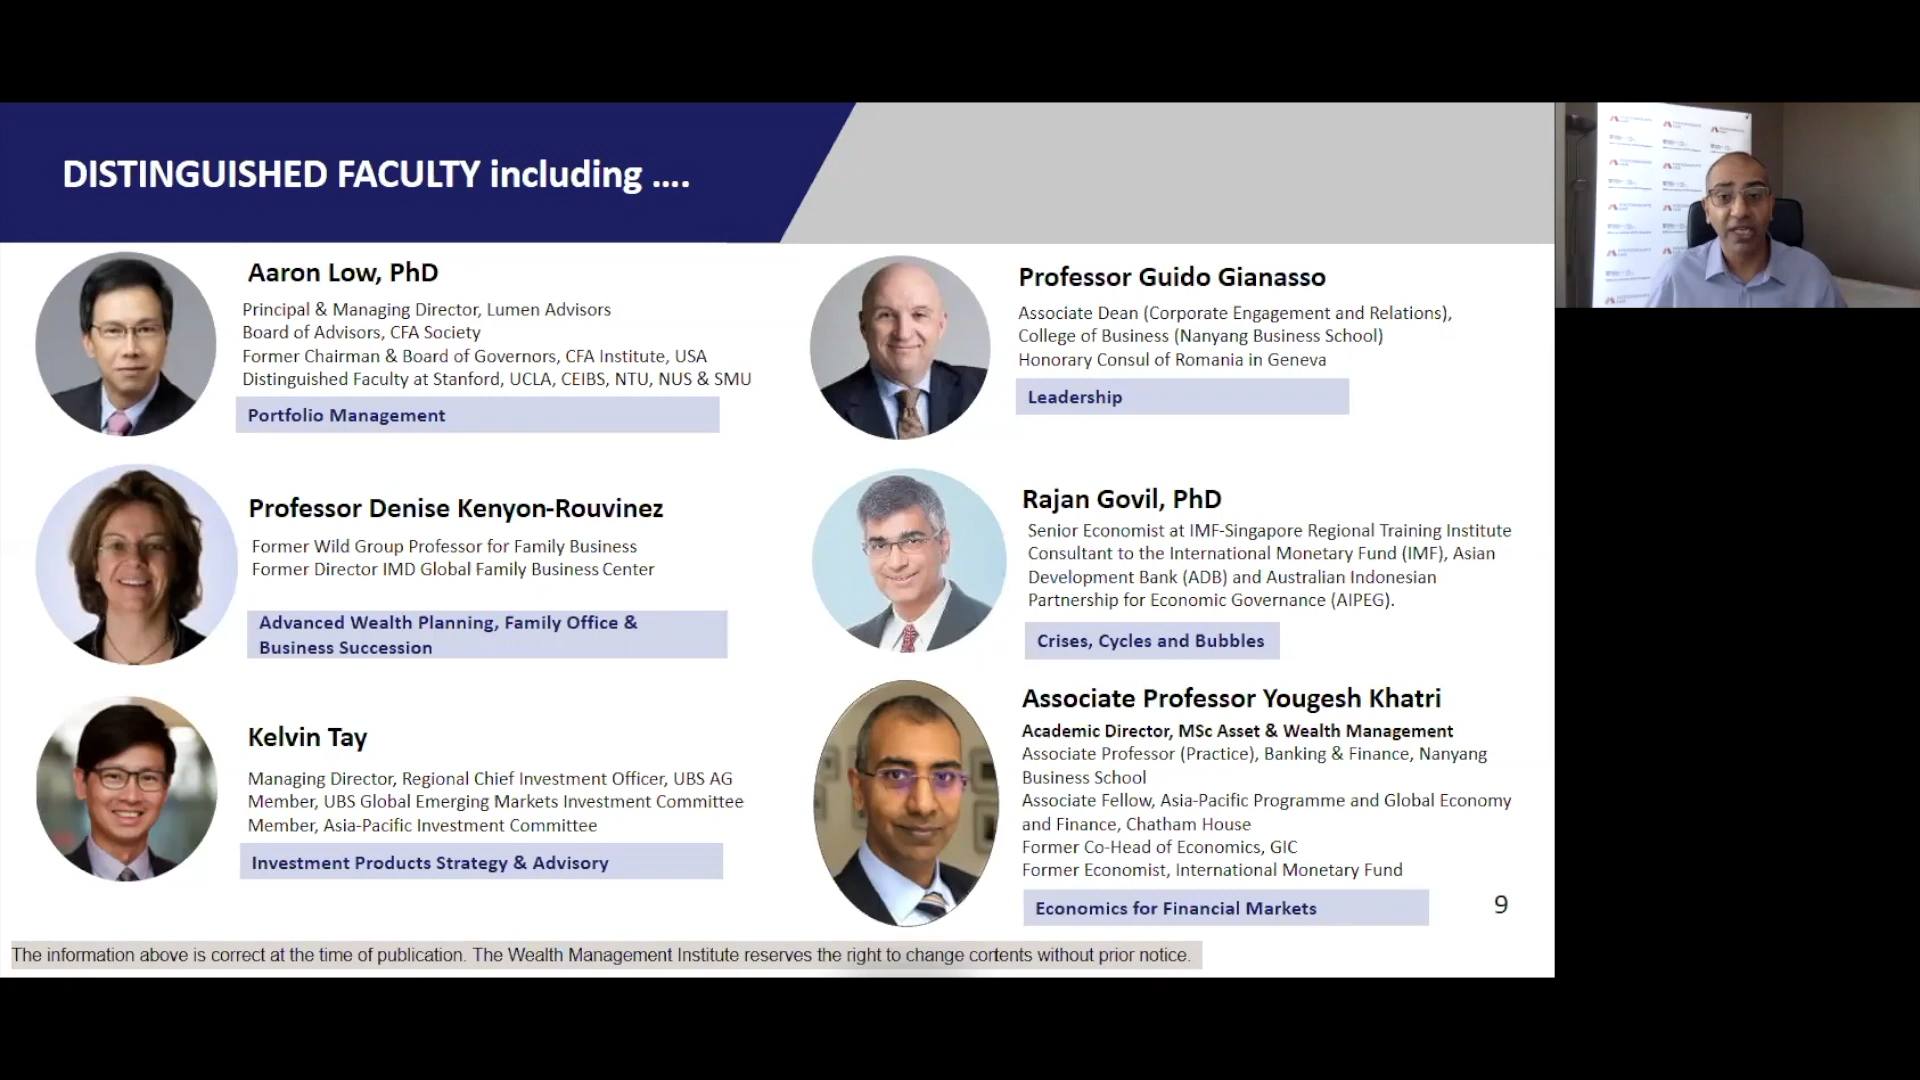 DISTINGUISHED FACULTY including ....
Aaron Low, PhD
Principal & Managing Director, Lumen Advisors
Board of Advisors, CFA Society
Former Chairman & Board of Governors, CFA Institute, USA
Distinguished Faculty at Stanford, UCLA, CEIBS, NTU, NUS & SMU
Portfolio Management
Professor Denise Kenyon-Rouvinez
Former Wild Group Professor for Family Business
Former Director IMD Global Family Business Center
Advanced Wealth Planning, Family Office &
Business Succession
Kelvin Tay
Managing Director, Regional Chief Investment Officer, UBS AG
Member, UBS Global Emerging Markets Investment Committee
Member, Asia-Pacific Investment Committee
Investment Products Strategy & Advisory
Professor Guido Gianasso
Associate Dean (Corporate Engagement and Relations),
College of Business (Nanyang Business School)
Honorary Consul of Romania in Geneva
Leadership
Rajan Govil, PhD
Senior Economist at IMF-Singapore Regional Training Institute
Consultant to the International Monetary Fund (IMF), Asian
Development Bank (ADB) and Australian Indonesian
Partnership for Economic Governance (AIPEG).
Crises, Cycles and Bubbles
Associate Professor Yougesh Khatri
Academic Director, MSc Asset & Wealth Management
Associate Professor (Practice), Banking & Finance, Nanyang
Business School
Associate Fellow, Asia-Pacific Programme and Global Economy
and Finance, Chatham House
Former Co-Head of Economics, GIC
Former Economist, International Monetary Fund
Economics for Financial Markets
9
The information above is correct at the time of publication. The Wealth Management Institute reserves the right to change contents without prior notice.